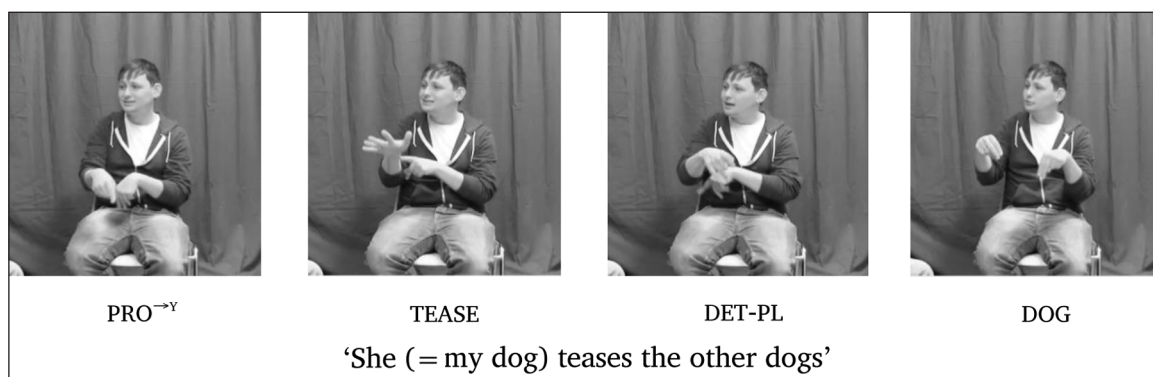 PRO→Y TEASE DET-PL DOG
‘She (=my dog) teases the other dogs’